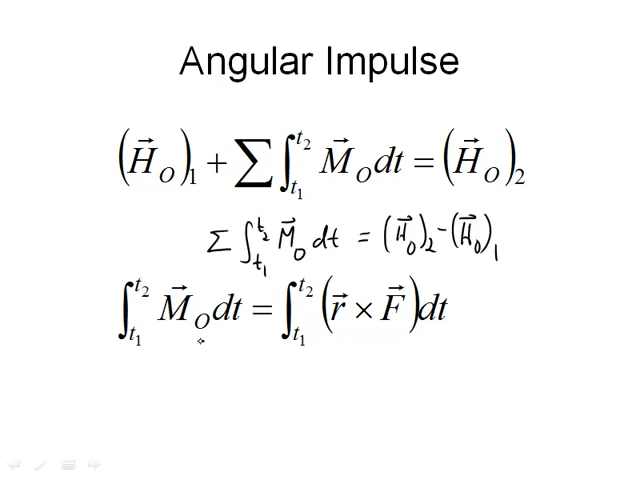 Angular Impulse
(H⃗_O)_1 + ∑ ∫_{t_1}^{t_2} M⃗_O dt = (H⃗_O)_2
Σ ∫_{t_1}^{t_2} M⃗_O dt = (H⃗_O)_2 - (H⃗_O)_1
∫_{t_1}^{t_2} M⃗_O dt = ∫_{t_1}^{t_2} (r⃗ × F⃗) dt